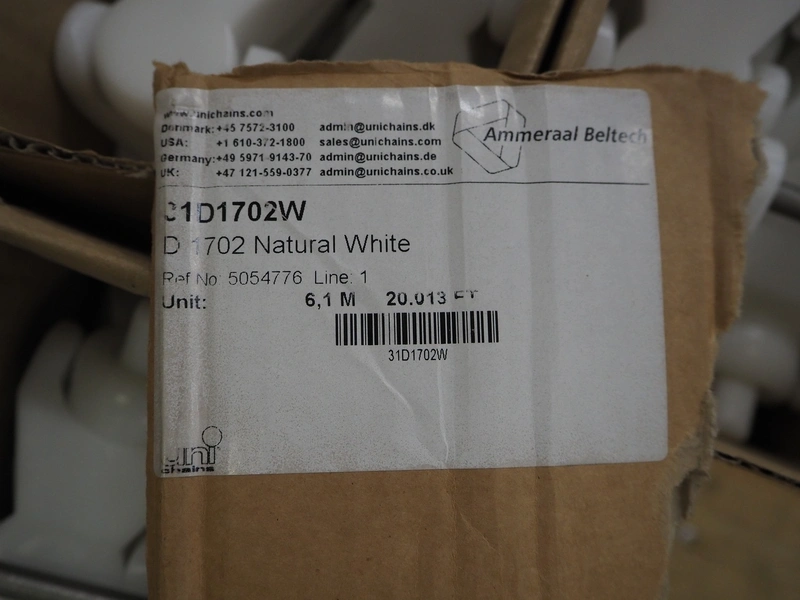 www.unichains.com
Denmark: +45 7572-3100 admin@unichains.dk
USA: +1 610-372-1800 sales@unichains.com
Germany: +49 5971-9143-70 admin@unichains.de
UK: +47 121-559-0377 admin@unichains.co.uk
Ammeraal Beltech
31D1702W
D 1702 Natural White
Ref No: 5054776 Line: 1
Unit: 6,1 M 20.013 FT
31D1702W
uni
chains